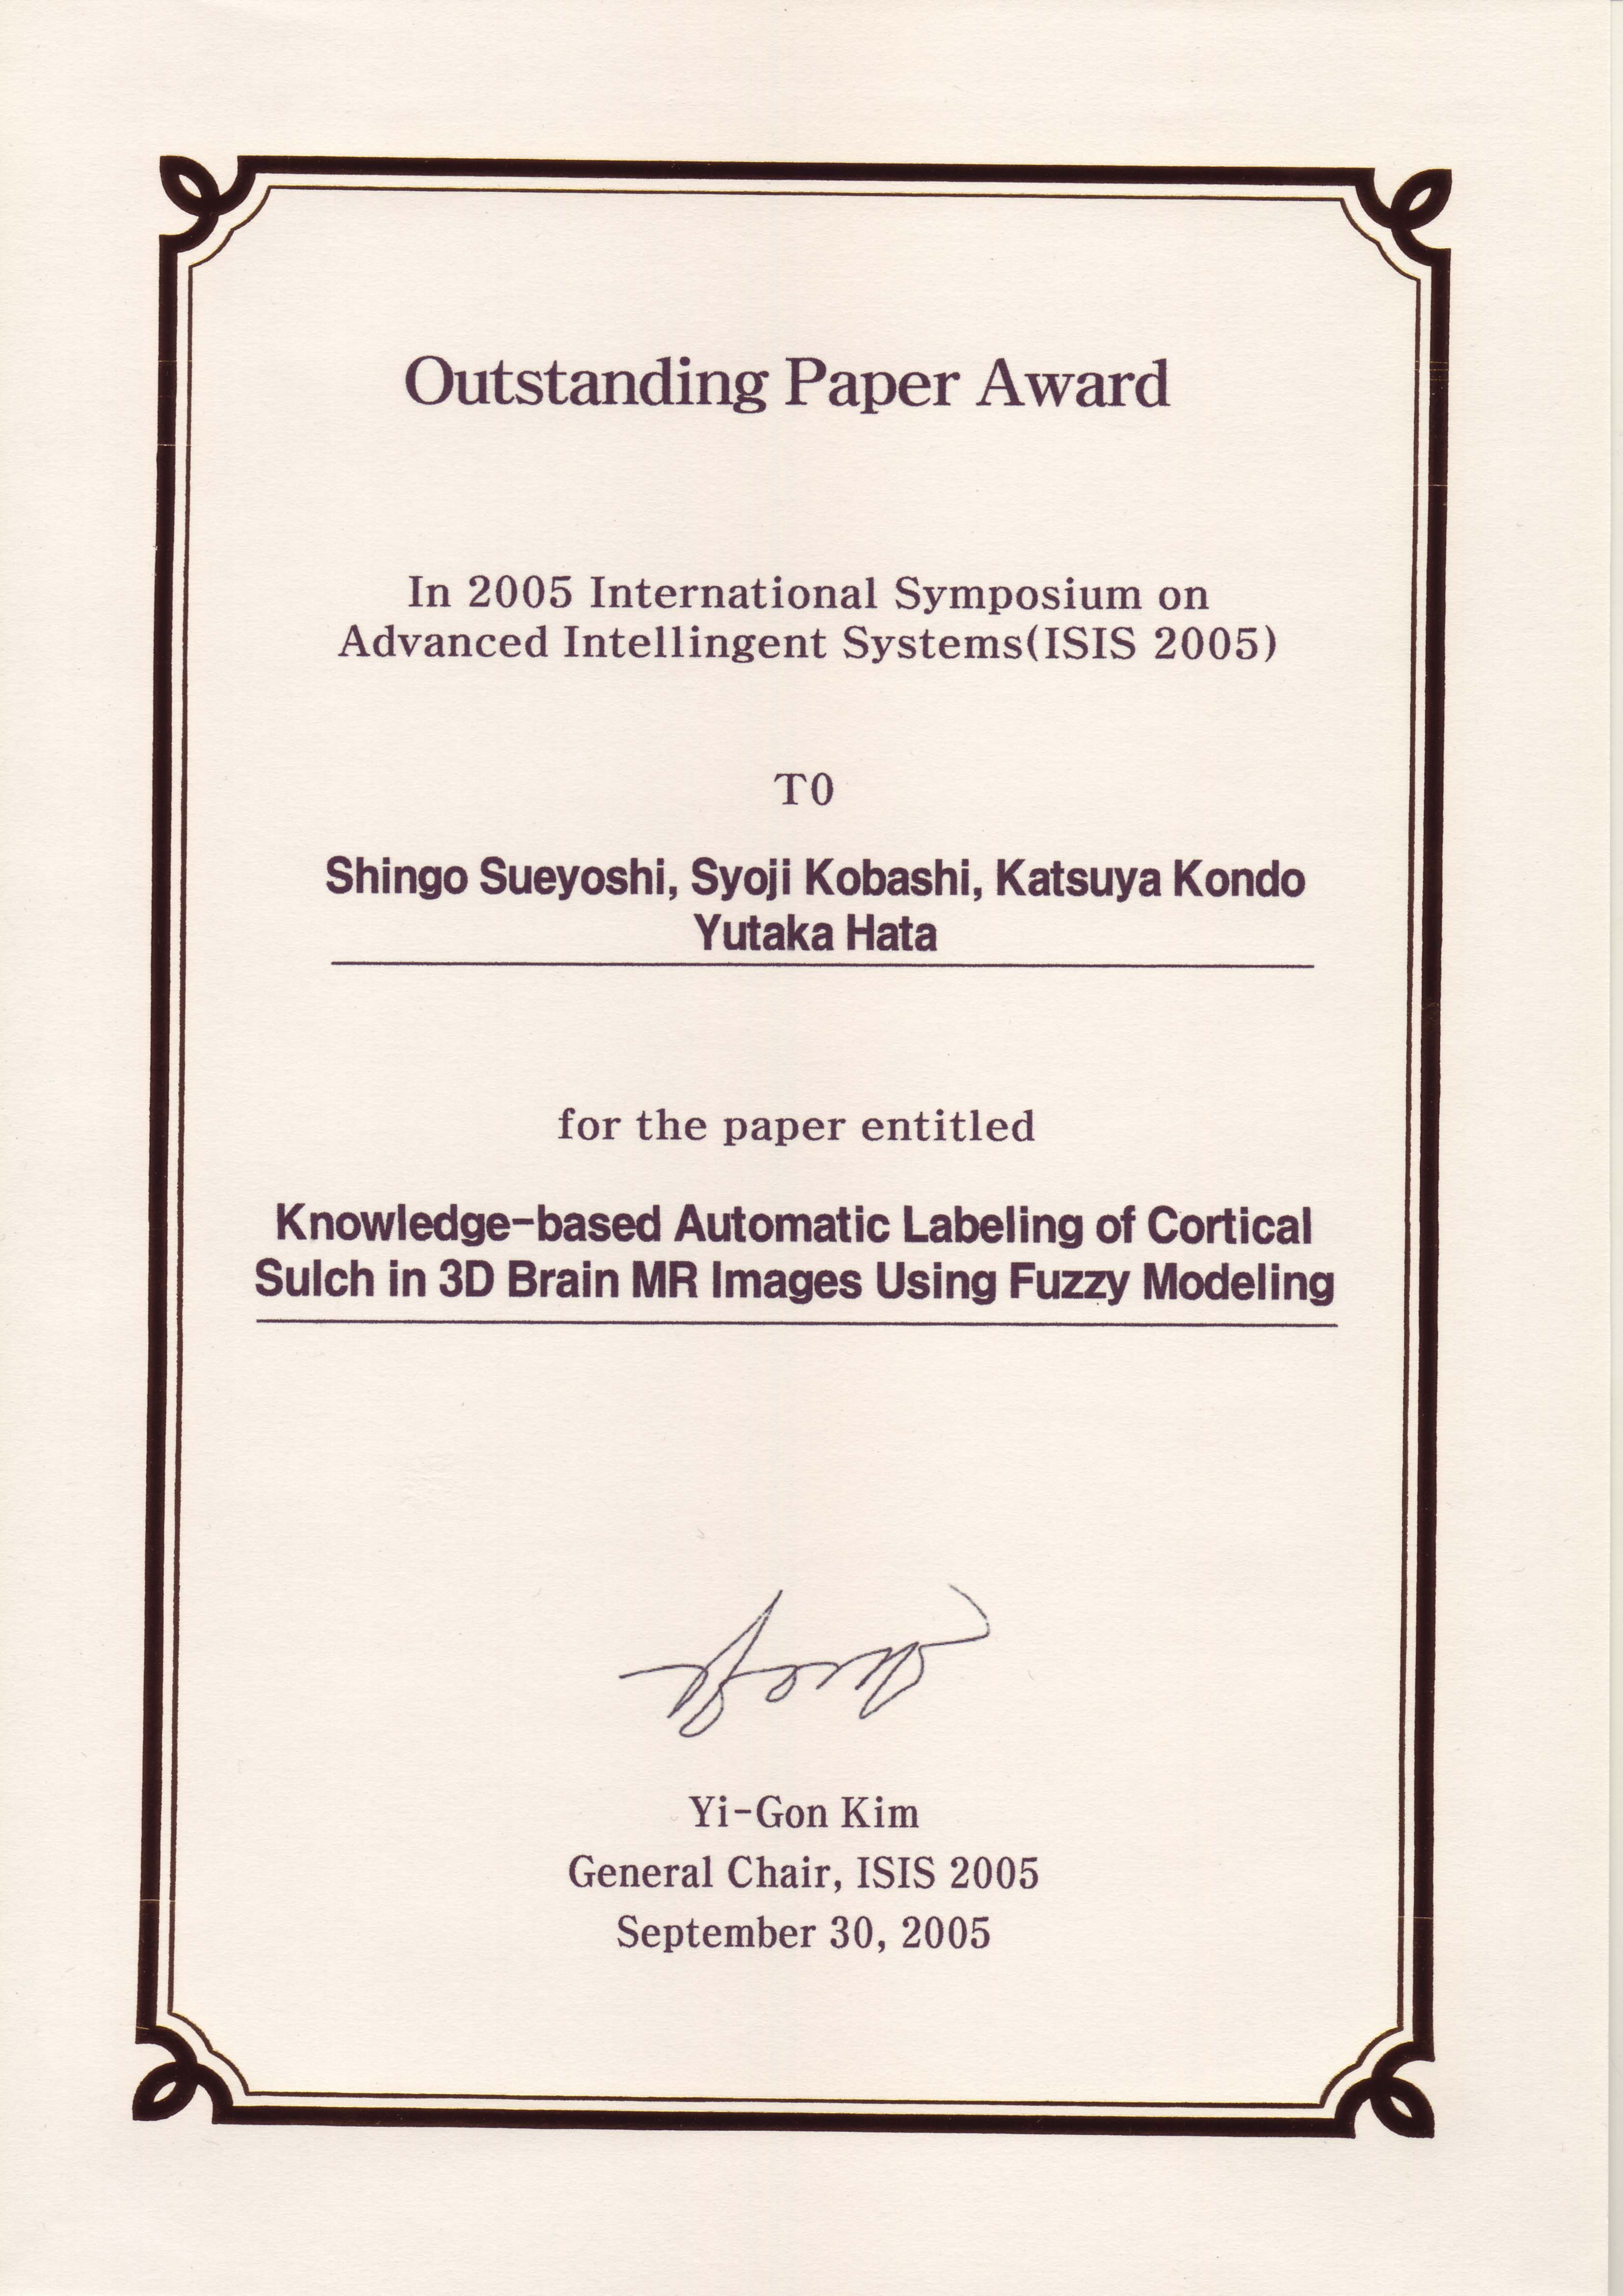 Outstanding Paper Award
In 2005 International Symposium on
Advanced Intellingent Systems(ISIS 2005)
TO
Shingo Sueyoshi, Syoji Kobashi, Katsuya Kondo
Yutaka Hata
for the paper entitled
Knowledge-based Automatic Labeling of Cortical
Sulch in 3D Brain MR Images Using Fuzzy Modeling
Yi-Gon Kim
General Chair, ISIS 2005
September 30, 2005